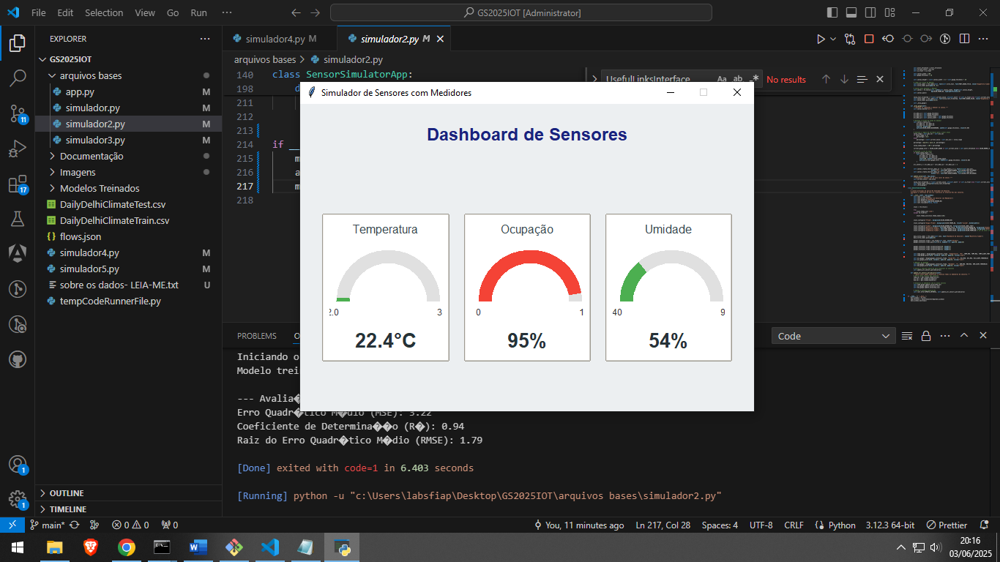 File Edit Selection View Go Run ··· GS2025IOT [Administrator]
EXPLORER ···
GS2025IOT
arquivos bases
app.py M
simulador.py M
simulador2.py M
simulador3.py M
Documentação
Imagens
Modelos Treinados
DailyDelhiClimateTest.csv
DailyDelhiClimateTrain.csv
flows.json
simulador4.py M
simulador5.py M
sobre os dados- LEIA-ME.txt U
tempCodeRunnerFile.py
OUTLINE
TIMELINE
11
17
1
1
simulador4.py M simulador2.py M
arquivos bases > simulador2.py
140 class SensorSimulatorApp:
198 d
211
212
213
214 if __
215 m
216 a
217 m
218
UsefulLinksInterface Aa ab .* No results
Simulador de Sensores com Medidores
Dashboard de Sensores
Temperatura
2.0 3
22.4°C
Ocupação
0 1
95%
Umidade
40 9
54%
PROBLEMS O Code ···
Iniciando o
Modelo trei
--- Avalia�
Erro Quadr�tico M�dio (MSE): 3.22
Coeficiente de Determina��o (R�): 0.94
Raiz do Erro Quadr�tico M�dio (RMSE): 1.79
[Done] exited with code=1 in 6.403 seconds
[Running] python -u "c:\Users\labsfiap\Desktop\GS2025IOT\arquivos bases\simulador2.py"
main* 0 0 0 You, 11 minutes ago Ln 217, Col 28 Spaces: 4 UTF-8 CRLF Python 3.12.3 64-bit Prettier
20:16
03/06/2025